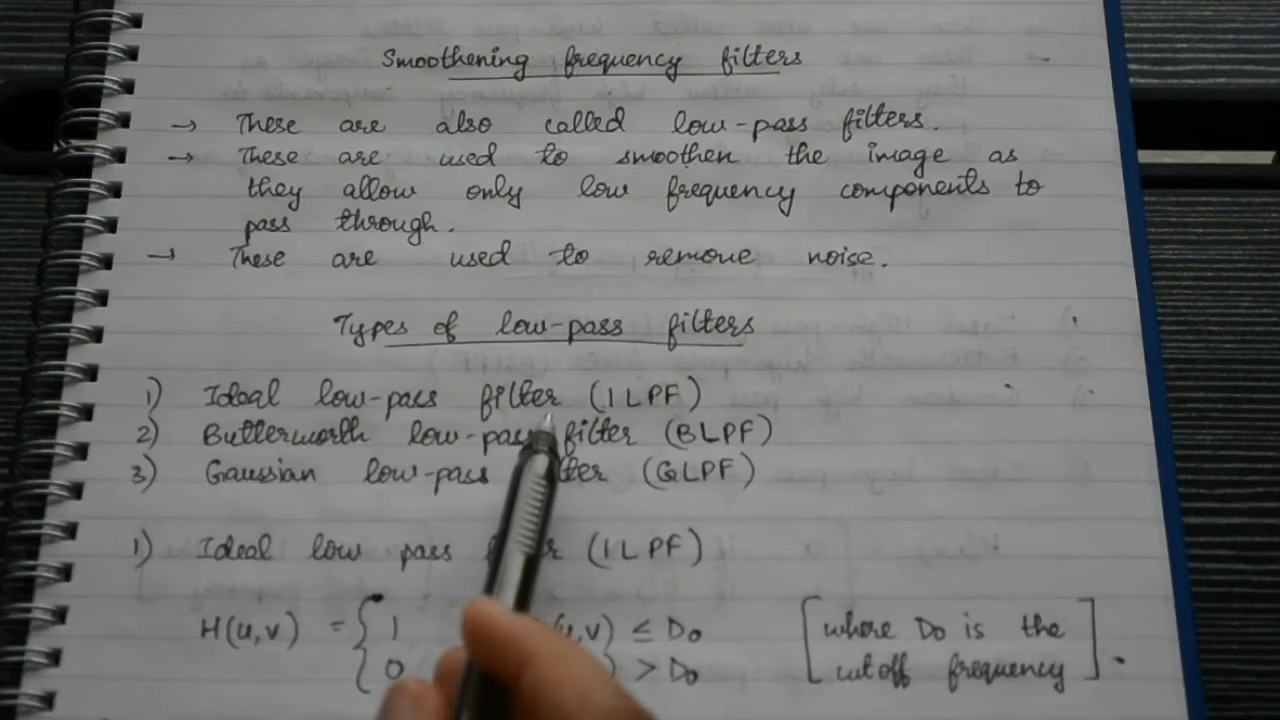 Smoothening frequency filters
→ These are also called low-pass filters.
→ These are used to smoothen the image as
they allow only low frequency components to
pass through.
→ These are used to remove noise.
Types of low-pass filters
1) Ideal low-pass filter (ILPF)
2) Butterworth low-pass filter (BLPF)
3) Gaussian low-pass (GLPF)
1) Ideal low pass (ILPF)
H(u,v) = { 1 (u,v) ≤ Do [where Do is the
0 ) > Do cutoff frequency].